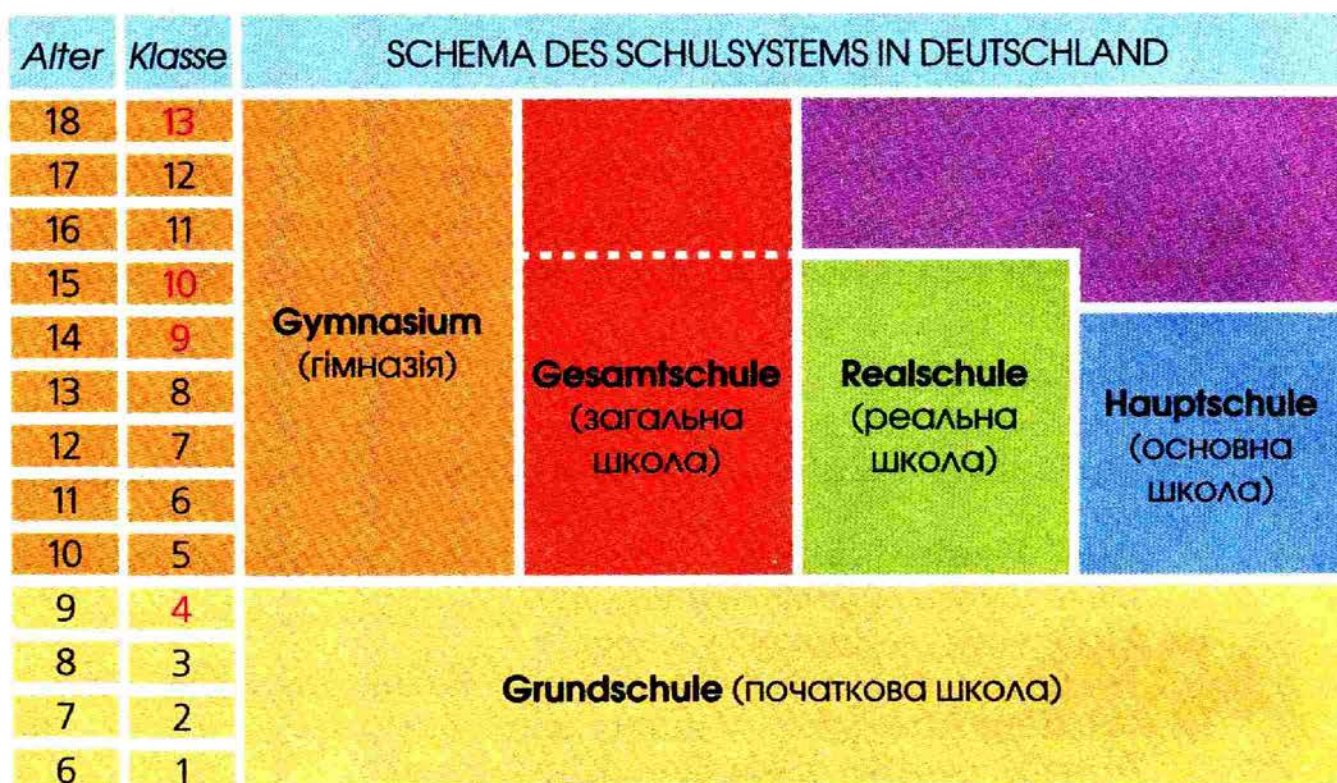 Alter Klasse SCHEMA DES SCHULSYSTEMS IN DEUTSCHLAND
18 13
17 12
16 11
15 10
14 9
13 8
12 7
11 6
10 5
Gymnasium
(гімназія)
Gesamtschule
(загальна
школа)
Realschule
(реальна
школа)
Hauptschule
(основна
школа)
9 4
8 3
7 2
6 1
Grundschule (початкова школа)